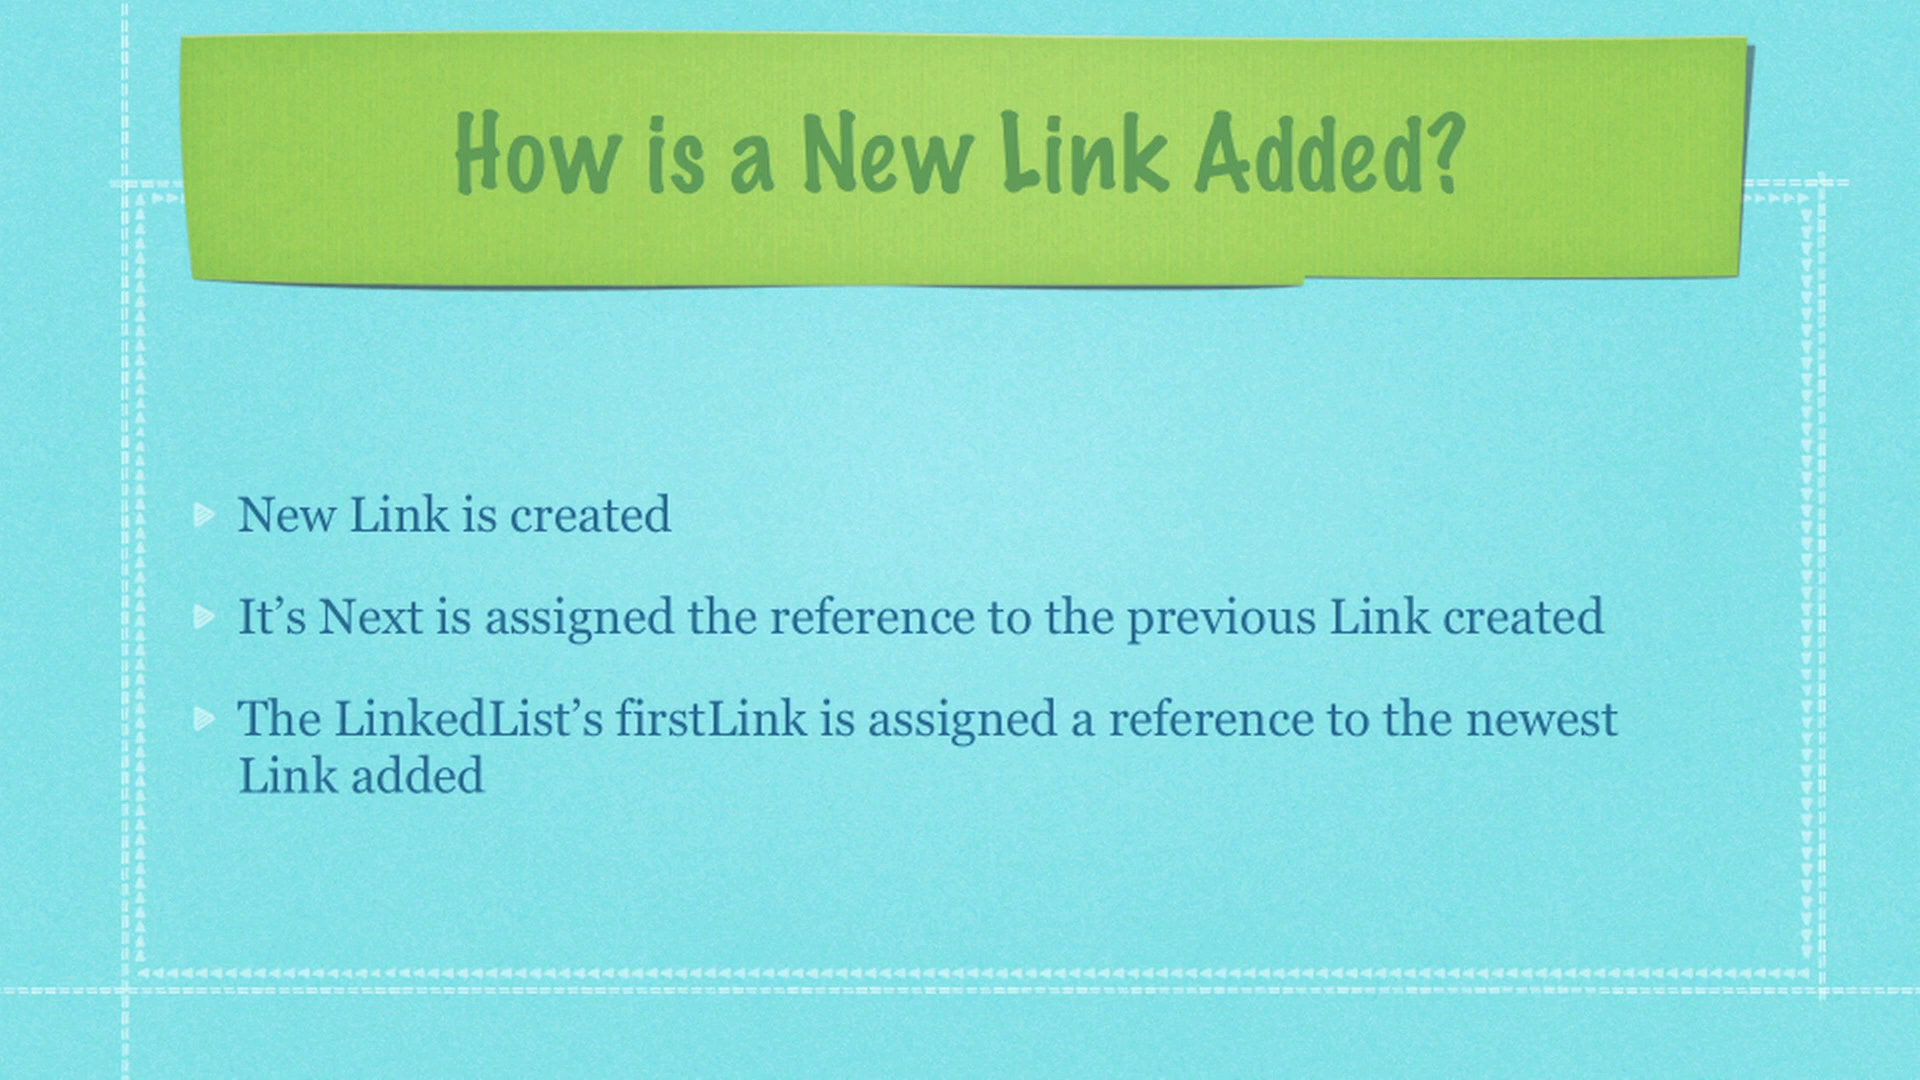 How is a New Link Added?
New Link is created
It’s Next is assigned the reference to the previous Link created
The LinkedList’s firstLink is assigned a reference to the newest
Link added